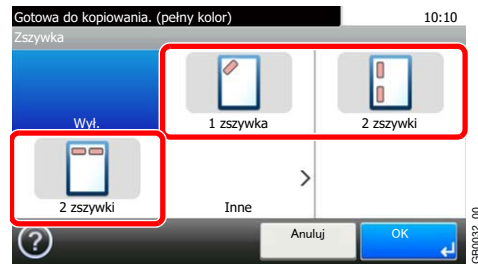 Gotowa do kopiowania. (pełny kolor) 10:10
Zszywka
Wył. 1 zszywka 2 zszywki
2 zszywki Inne
? Anuluj OK
GB0032_00